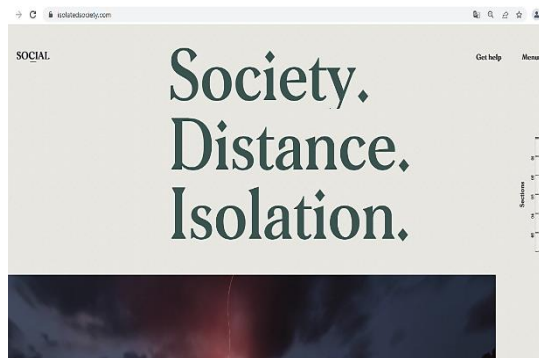 isolatedsociety.com
SOCIAL
Get help
Menu
Society.
Distance.
Isolation.
Sections